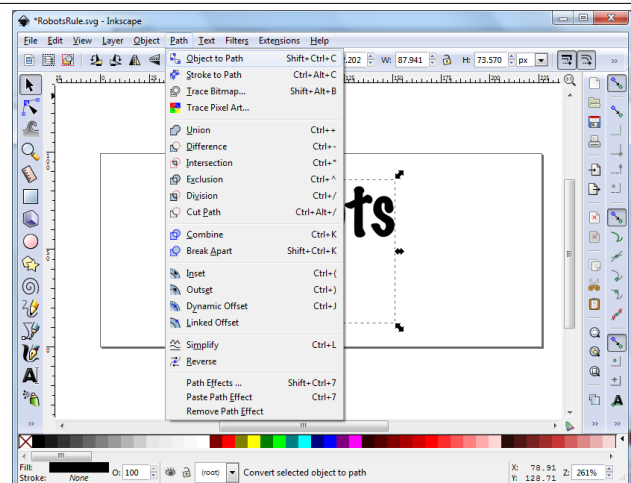 *RobotsRule.svg - Inkscape
File Edit View Layer Object Path Text Filters Extensions Help
.202 W: 87.941 H: 73.570 px
Object to Path Shift+Ctrl+C
Stroke to Path Ctrl+Alt+C
Trace Bitmap... Shift+Alt+B
Trace Pixel Art...
Union Ctrl++
Difference Ctrl+-
Intersection Ctrl+*
Exclusion Ctrl+^
Division Ctrl+/
Cut Path Ctrl+Alt+/
Combine Ctrl+K
Break Apart Shift+Ctrl+K
Inset Ctrl+(
Outset Ctrl+)
Dynamic Offset Ctrl+J
Linked Offset
Simplify Ctrl+L
Reverse
Path Effects ... Shift+Ctrl+7
Paste Path Effect Ctrl+7
Remove Path Effect
ots
Fill:
Stroke: None
O: 100
(root)
Convert selected object to path
X: 78.91
Y: 128.71
Z: 261%